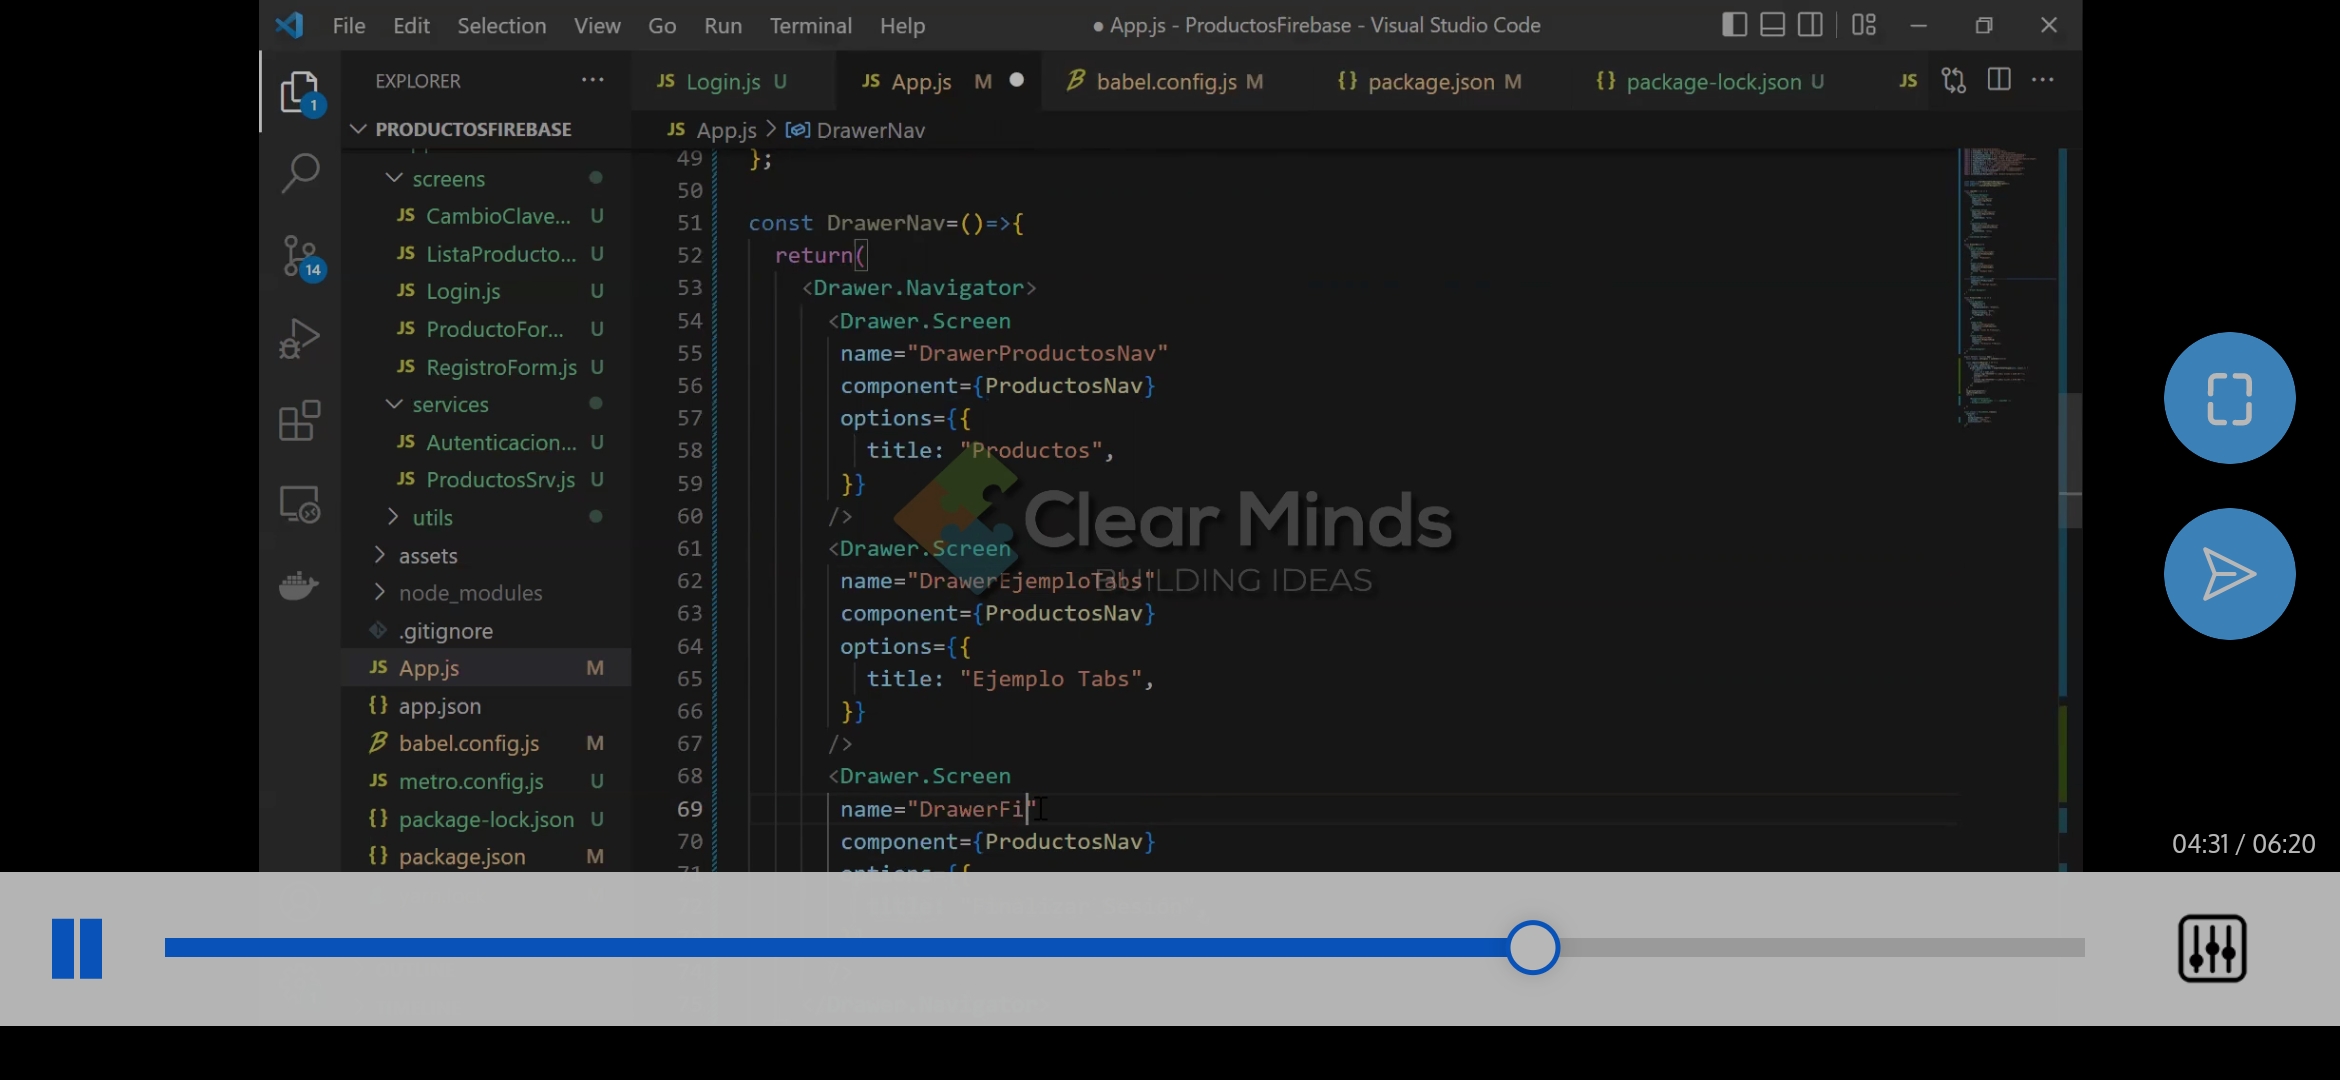 File Edit Selection View Go Run Terminal Help
● App.js - ProductosFirebase - Visual Studio Code
EXPLORER ···
JS Login.js U
JS App.js M ●
babel.config.js M
{} package.json M
{} package-lock.json U
JS
1
PRODUCTOSFIREBASE
JS App.js > DrawerNav
screens
JS CambioClave... U
JS ListaProducto... U
14
JS Login.js U
JS ProductoFor... U
JS RegistroForm.js U
services
JS Autenticacion... U
JS ProductosSrv.js U
utils
assets
node_modules
.gitignore
JS App.js M
{} app.json
babel.config.js M
JS metro.config.js U
{} package-lock.json U
{} package.json M
49 };
50
51 const DrawerNav=()=>{
52 return(
53 <Drawer.Navigator>
54 <Drawer.Screen
55 name="DrawerProductosNav"
56 component={ProductosNav}
57 options={{
58 title: "Productos",
59 }}
60 />
61 <Drawer.Screen
62 name="DrawerEjemploTabs"
63 component={ProductosNav}
64 options={{
65 title: "Ejemplo Tabs",
66 }}
67 />
68 <Drawer.Screen
69 name="DrawerFi"
70 component={ProductosNav}
71 options={{
Clear Minds
BUILDING IDEAS
04:31 / 06:20